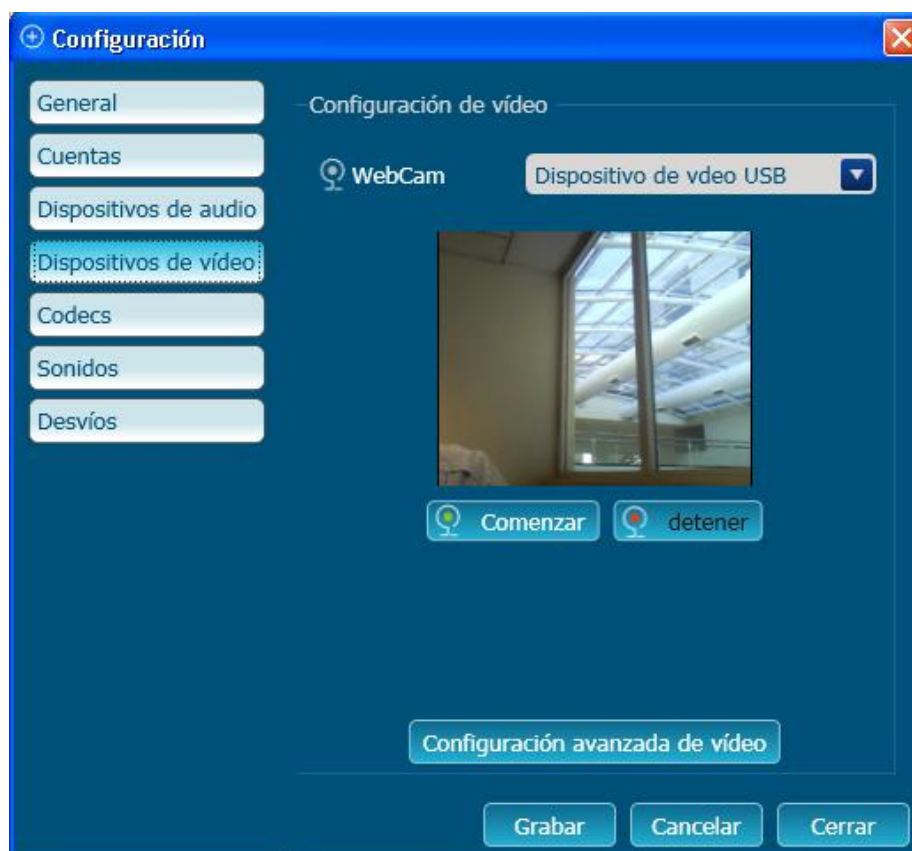 Configuración
General
Cuentas
Dispositivos de audio
Dispositivos de vídeo
Codecs
Sonidos
Desvíos
Configuración de vídeo
WebCam
Dispositivo de vdeo USB
Comenzar
detener
Configuración avanzada de vídeo
Grabar
Cancelar
Cerrar